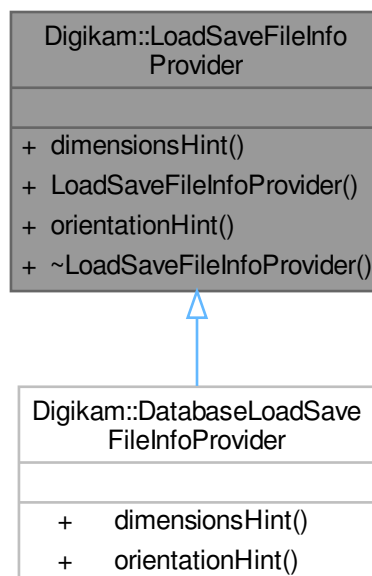 Digikam::LoadSaveFileInfo
Provider
+ dimensionsHint()
+ LoadSaveFileInfoProvider()
+ orientationHint()
+ ~LoadSaveFileInfoProvider()
Digikam::DatabaseLoadSave
FileInfoProvider
+ dimensionsHint()
+ orientationHint()